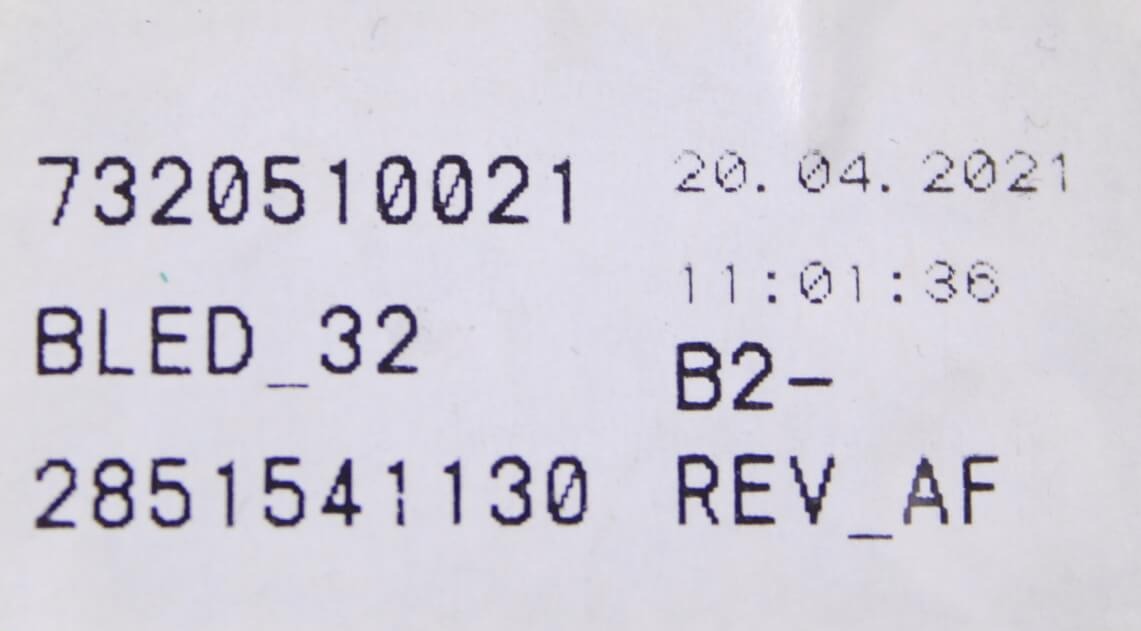 7320510021
BLED_32
2851541130
20.04.2021
11:01:36
B2-
REV_AF